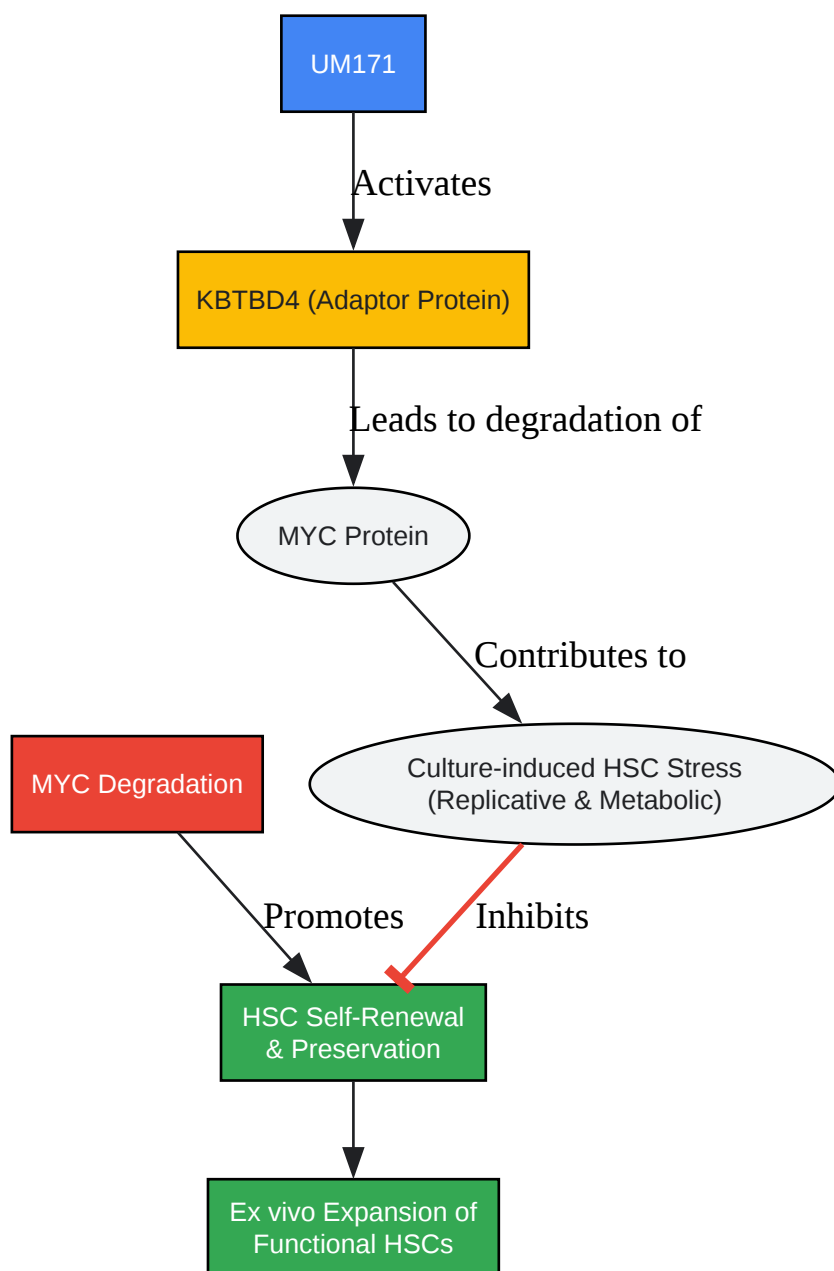 UM171
Activates
KBTBD4 (Adaptor Protein)
Leads to degradation of
MYC Protein
Contributes to
MYC Degradation
Culture-induced HSC Stress
(Replicative & Metabolic)
Promotes
Inhibits
HSC Self-Renewal
& Preservation
Ex vivo Expansion of
Functional HSCs